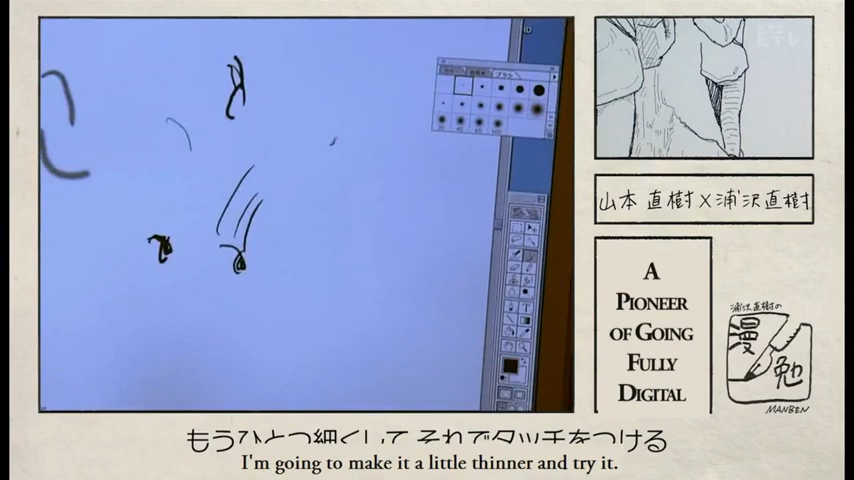 Eテレ
山本 直樹×浦沢直樹
A
PIONEER
OF GOING
FULLY
DIGITAL
浦沢直樹の
漫
勉
MANBEN
もうひとつ細くして それでタッチをつける
I'm going to make it a little thinner and try it.